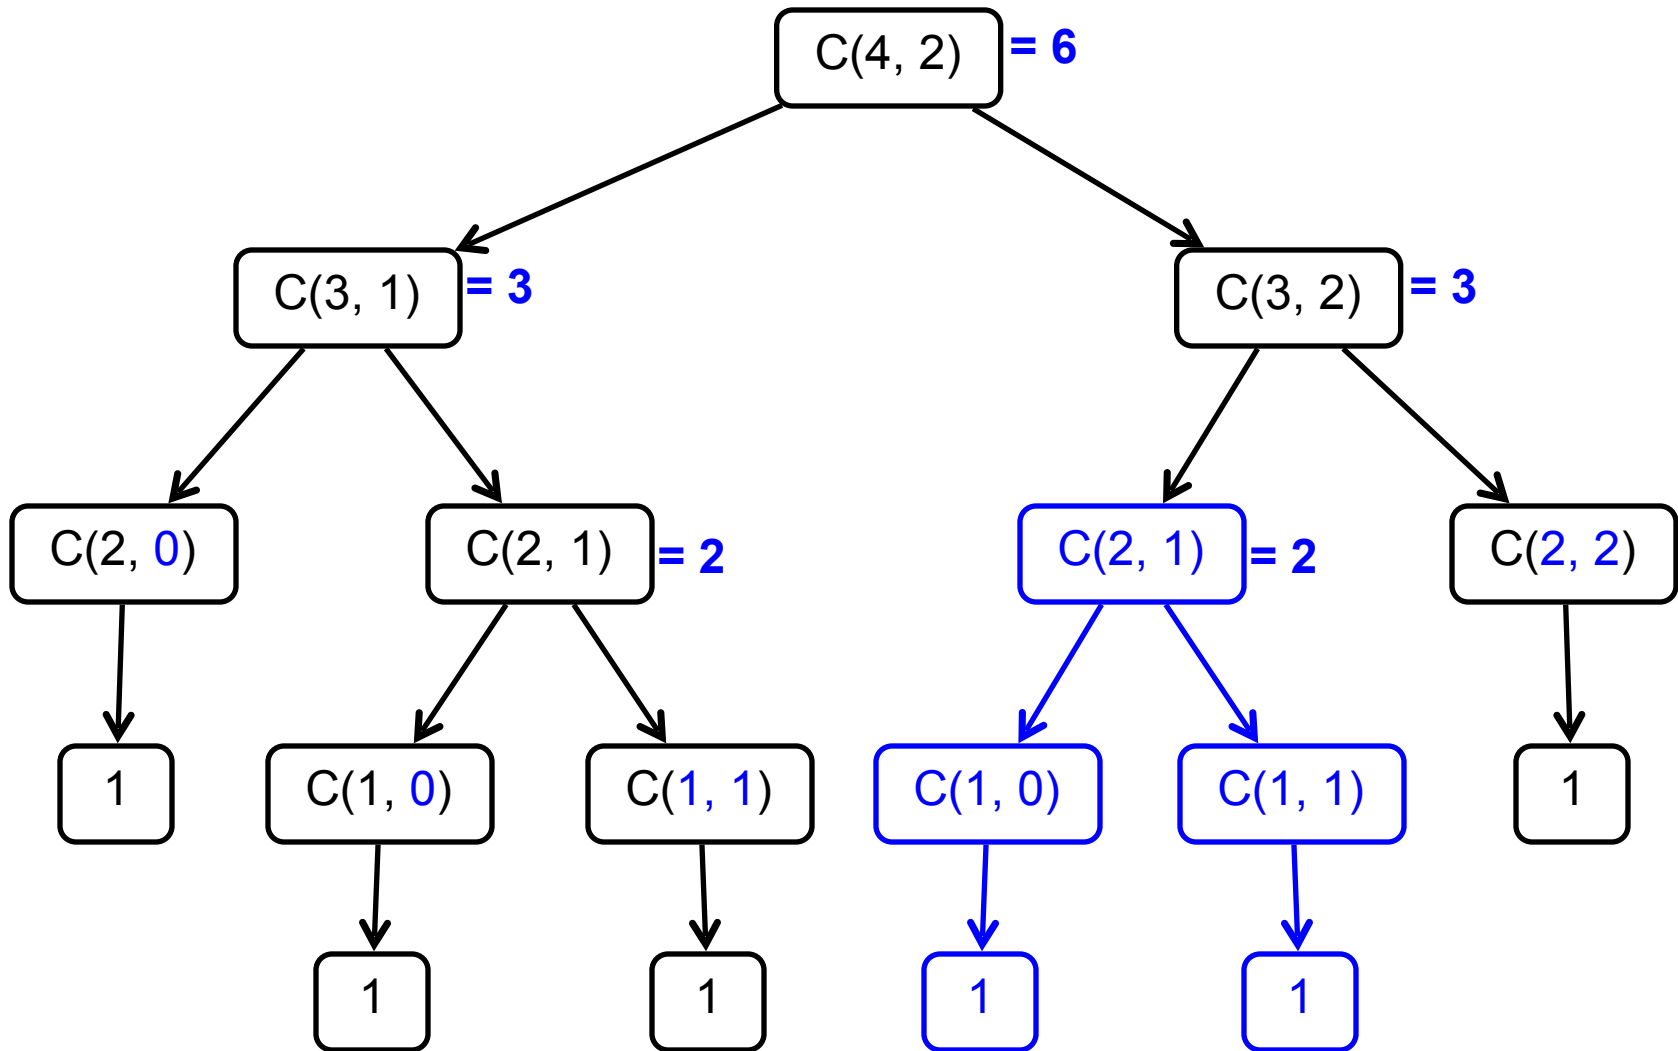 C(4, 2) = 6
C(3, 1) = 3
C(3, 2) = 3
C(2, 0)
C(2, 1) = 2
C(2, 1) = 2
C(2, 2)
1
C(1, 0)
C(1, 1)
C(1, 0)
C(1, 1)
1
1
1
1
1